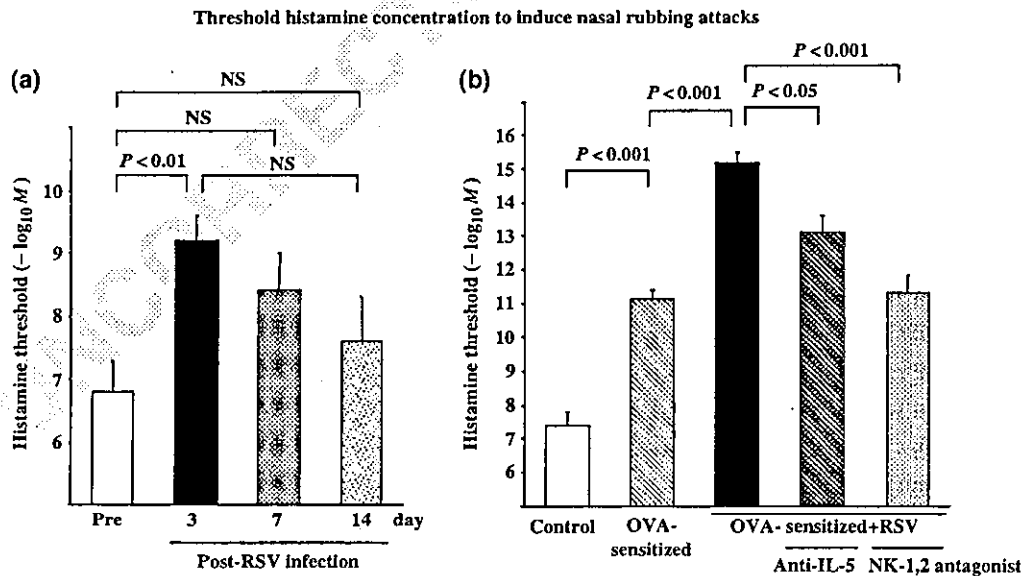 Threshold histamine concentration to induce nasal rubbing attacks
(a)
NS
NS
P < 0.01
NS
Histamine threshold (– log10 M)
10
9
8
7
6
Pre
3
7
14
day
Post-RSV infection
(b)
P < 0.001
P < 0.001
P < 0.05
P < 0.001
Histamine threshold (– log10 M)
16
15
14
13
12
11
10
9
8
7
6
Control
OVA-
sensitized
OVA- sensitized+RSV
Anti-IL-5
NK-1,2 antagonist